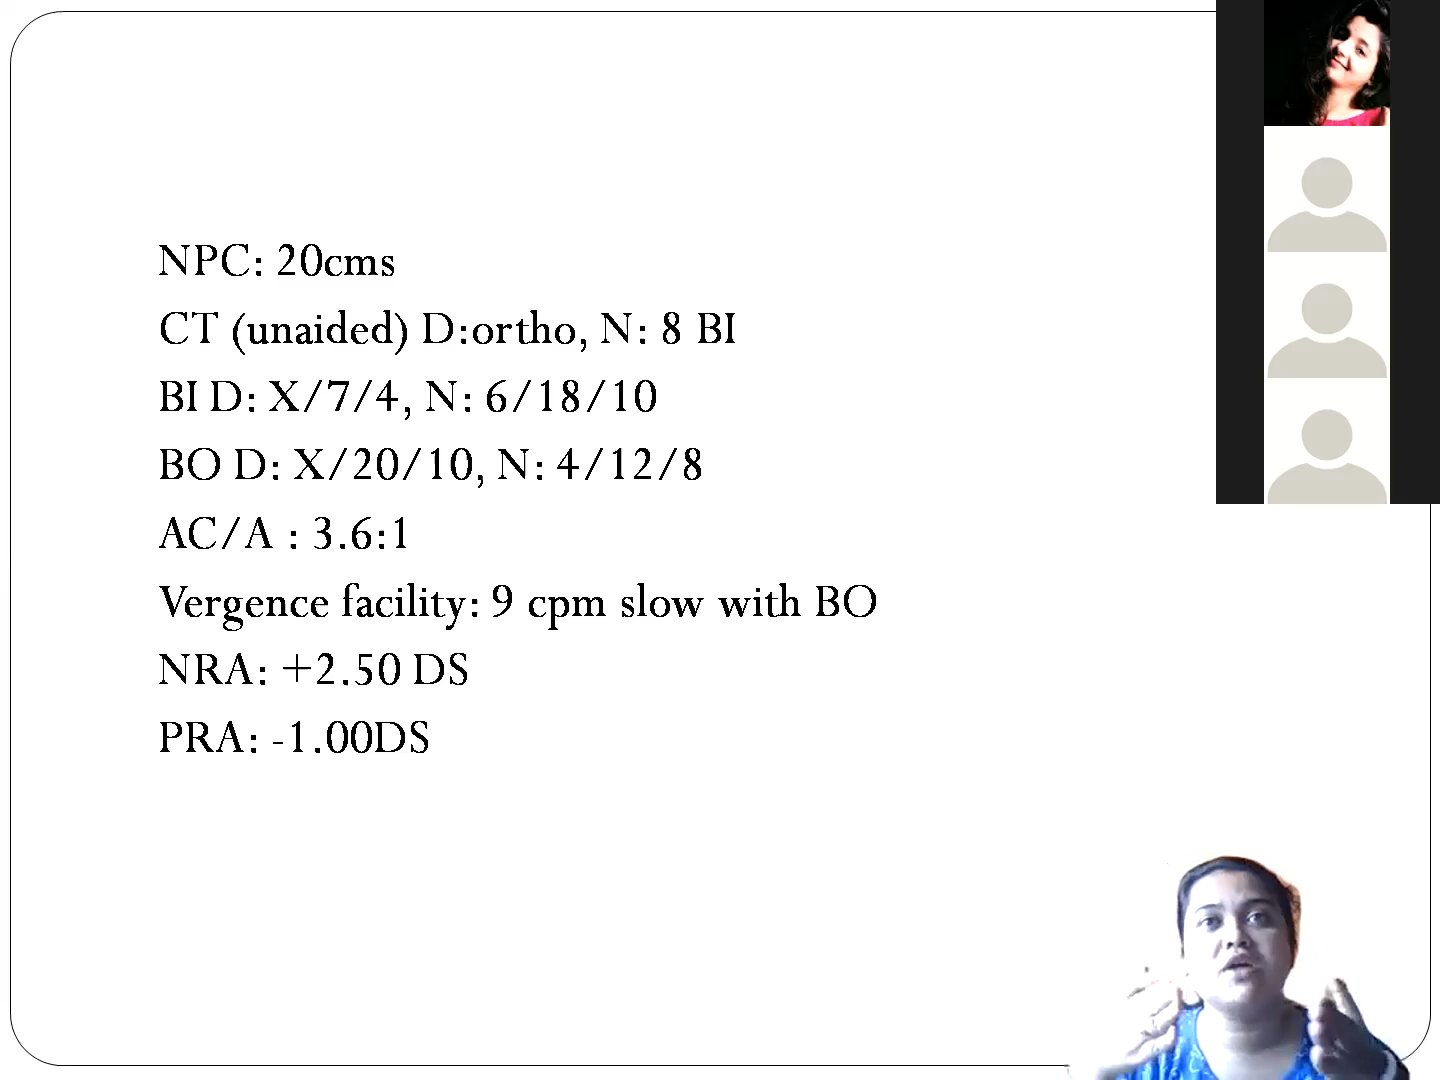 NPC: 20cms
CT (unaided) D:ortho, N: 8 BI
BI D: X/7/4, N: 6/18/10
BO D: X/20/10, N: 4/12/8
AC/A : 3.6:1
Vergence facility: 9 cpm slow with BO
NRA: +2.50 DS
PRA: -1.00DS